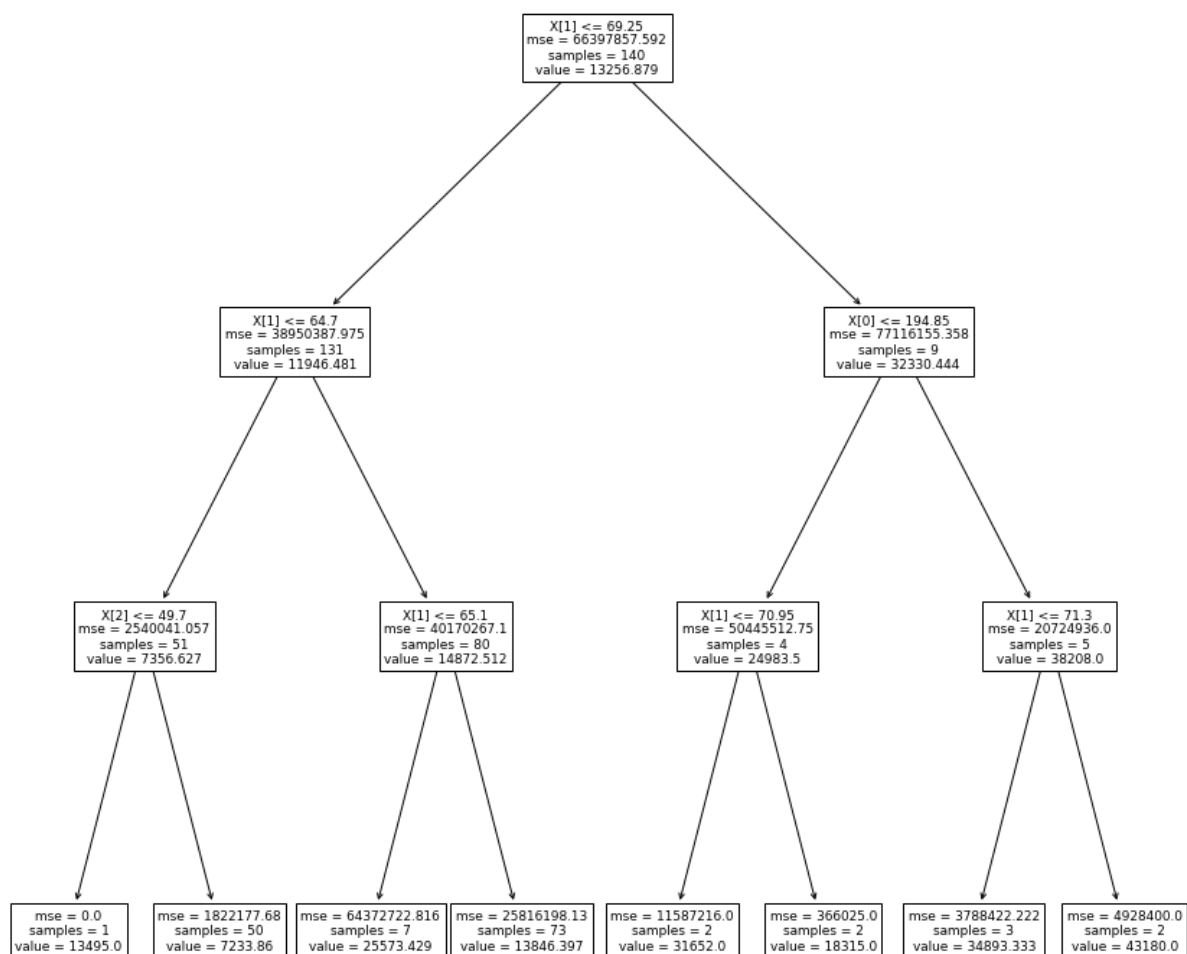 X[1] <= 69.25
mse = 66397857.592
samples = 140
value = 13256.879
X[1] <= 64.7
mse = 38950387.975
samples = 131
value = 11946.481
X[0] <= 194.85
mse = 77116155.358
samples = 9
value = 32330.444
X[2] <= 49.7
mse = 2540041.057
samples = 51
value = 7356.627
X[1] <= 65.1
mse = 40170267.1
samples = 80
value = 14872.512
X[1] <= 70.95
mse = 50445512.75
samples = 4
value = 24983.5
X[1] <= 71.3
mse = 20724936.0
samples = 5
value = 38208.0
mse = 0.0
samples = 1
value = 13495.0
mse = 1822177.68
samples = 50
value = 7233.86
mse = 64372722.816
samples = 7
value = 25573.429
mse = 25816198.13
samples = 73
value = 13846.397
mse = 11587216.0
samples = 2
value = 31652.0
mse = 366025.0
samples = 2
value = 18315.0
mse = 3788422.222
samples = 3
value = 34893.333
mse = 4928400.0
samples = 2
value = 43180.0